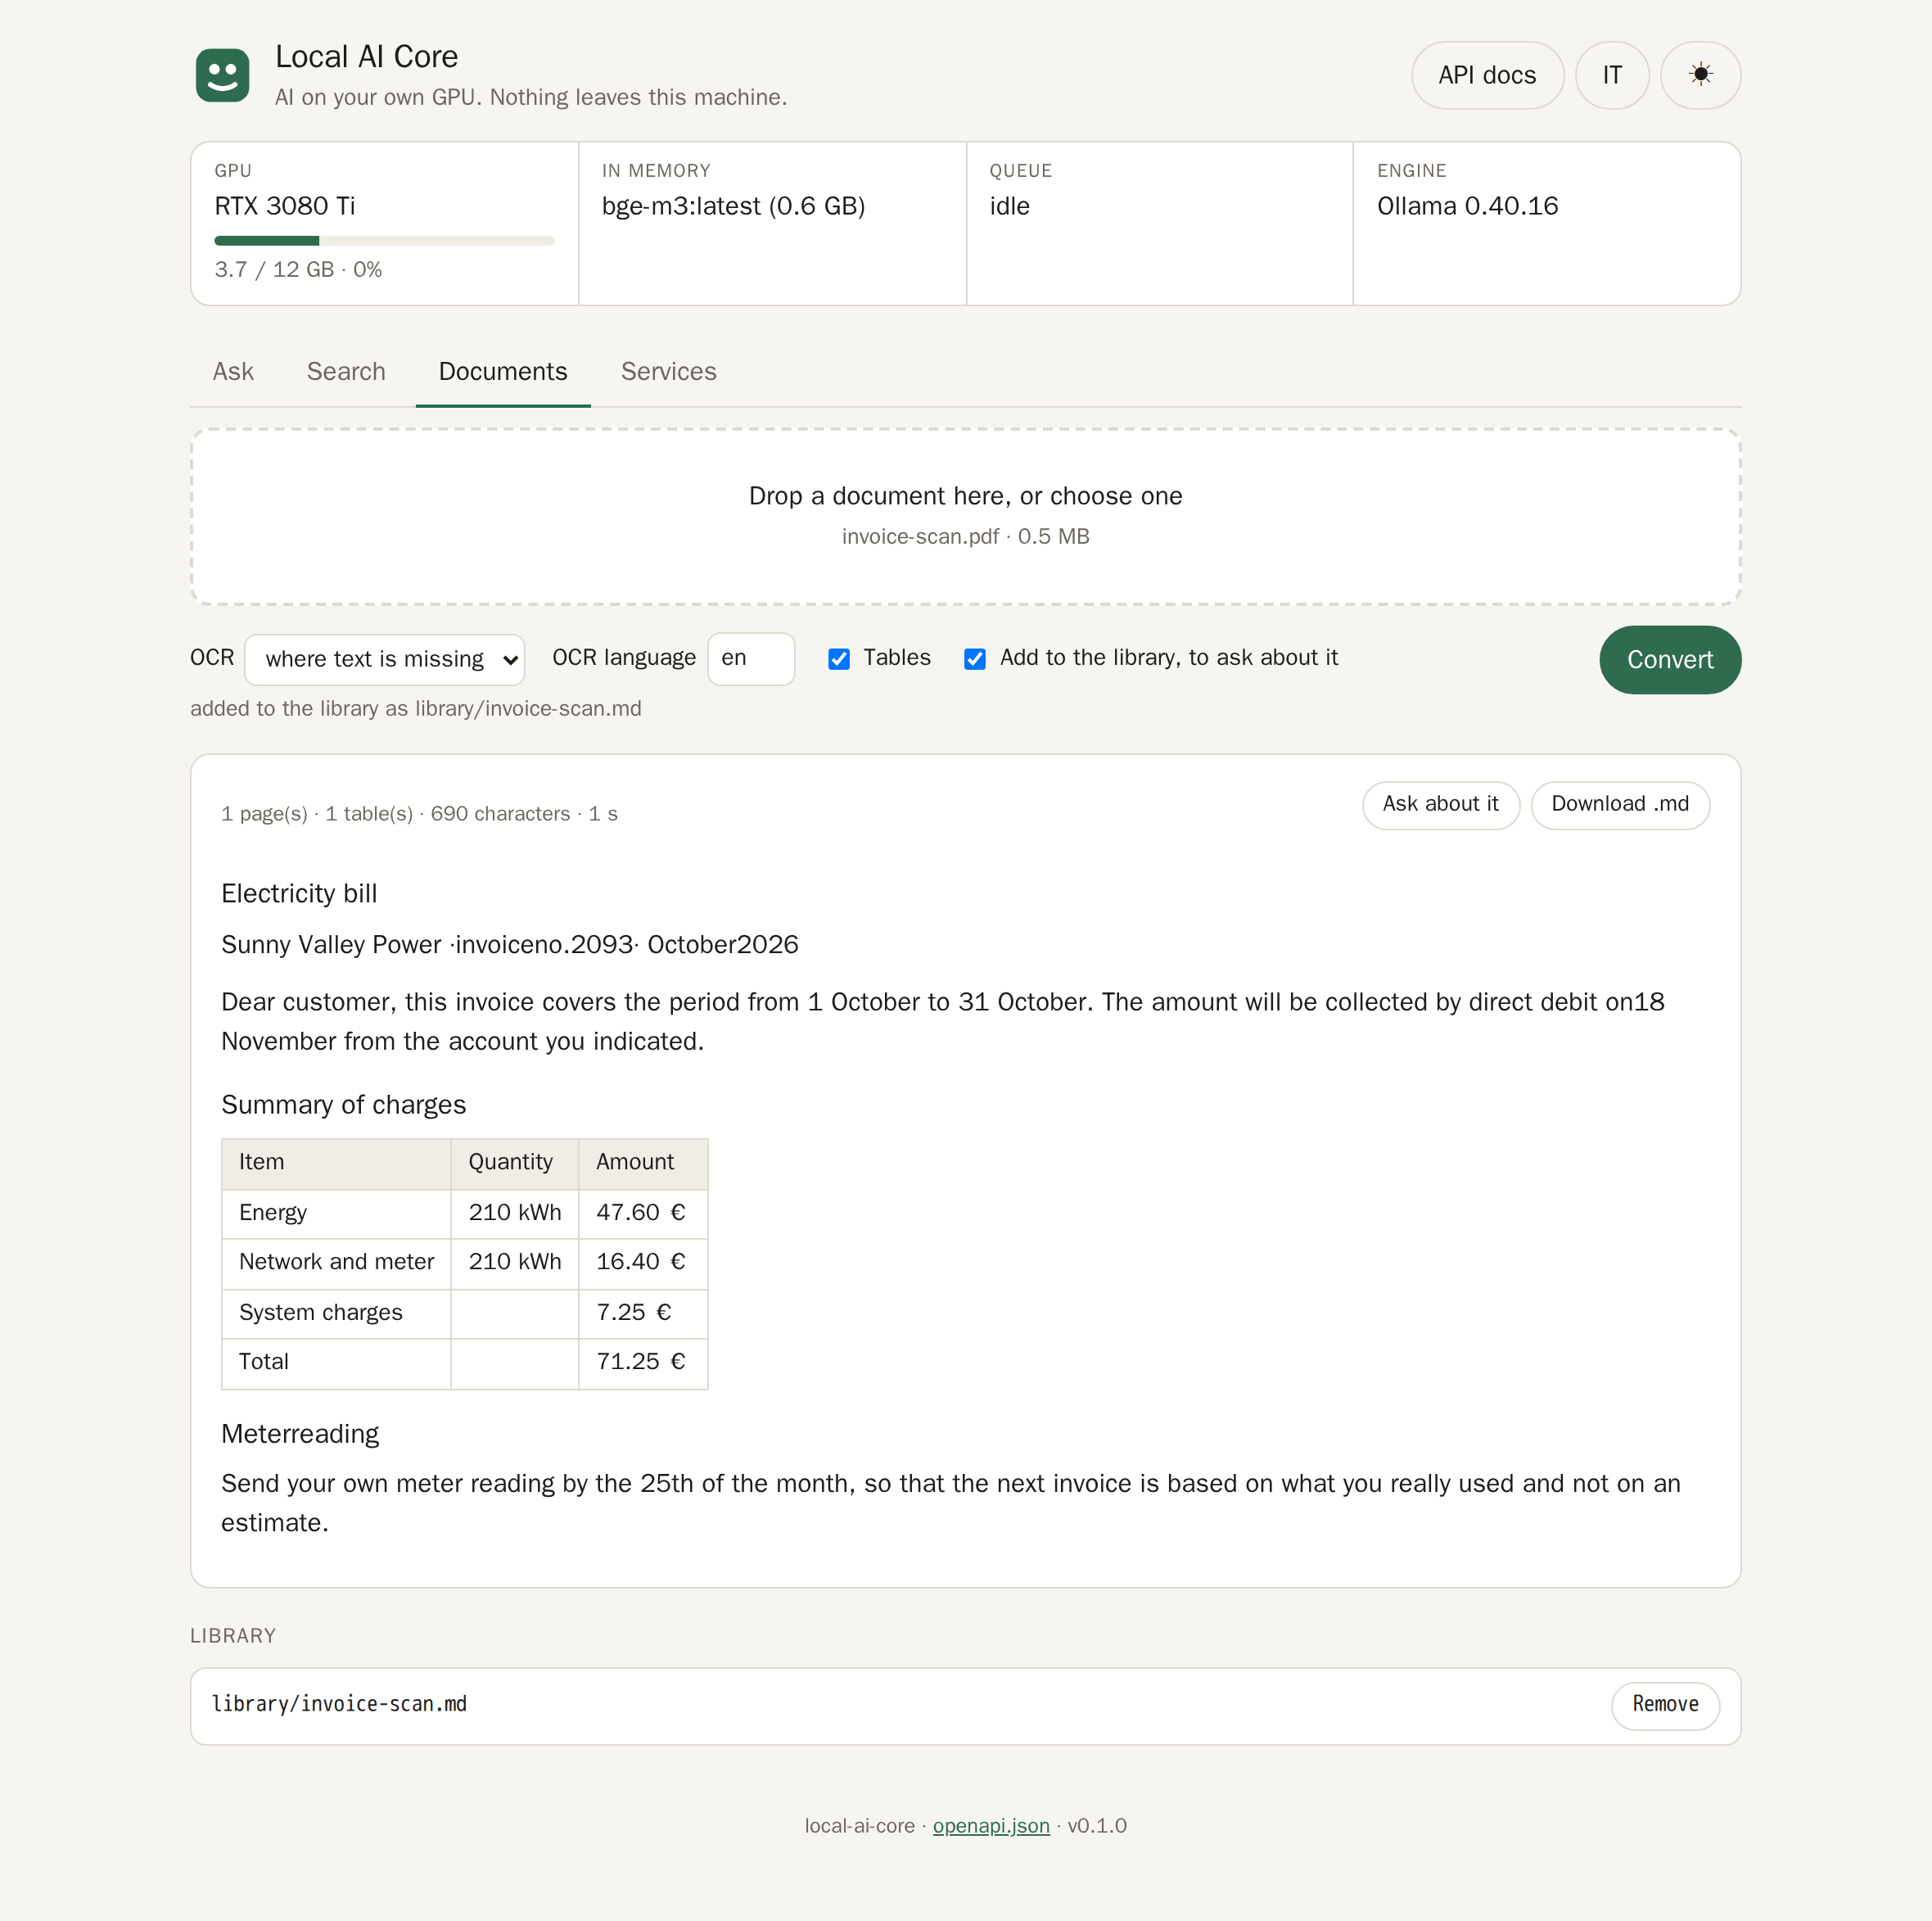 Local AI Core
AI on your own GPU. Nothing leaves this machine.
API docs
IT
GPU
RTX 3080 Ti
3.7 / 12 GB · 0%
IN MEMORY
bge-m3:latest (0.6 GB)
QUEUE
idle
ENGINE
Ollama 0.40.16
Ask
Search
Documents
Services
Drop a document here, or choose one
invoice-scan.pdf · 0.5 MB
OCR
where text is missing
OCR language
en
Tables
Add to the library, to ask about it
Convert
added to the library as library/invoice-scan.md
1 page(s) · 1 table(s) · 690 characters · 1 s
Ask about it
Download .md
Electricity bill
Sunny Valley Power ·invoiceno.2093· October2026
Dear customer, this invoice covers the period from 1 October to 31 October. The amount will be collected by direct debit on18
November from the account you indicated.
Summary of charges
Item Quantity Amount
Energy 210 kWh 47.60 €
Network and meter 210 kWh 16.40 €
System charges 7.25 €
Total 71.25 €
Meterreading
Send your own meter reading by the 25th of the month, so that the next invoice is based on what you really used and not on an
estimate.
LIBRARY
library/invoice-scan.md
Remove
local-ai-core · openapi.json · v0.1.0